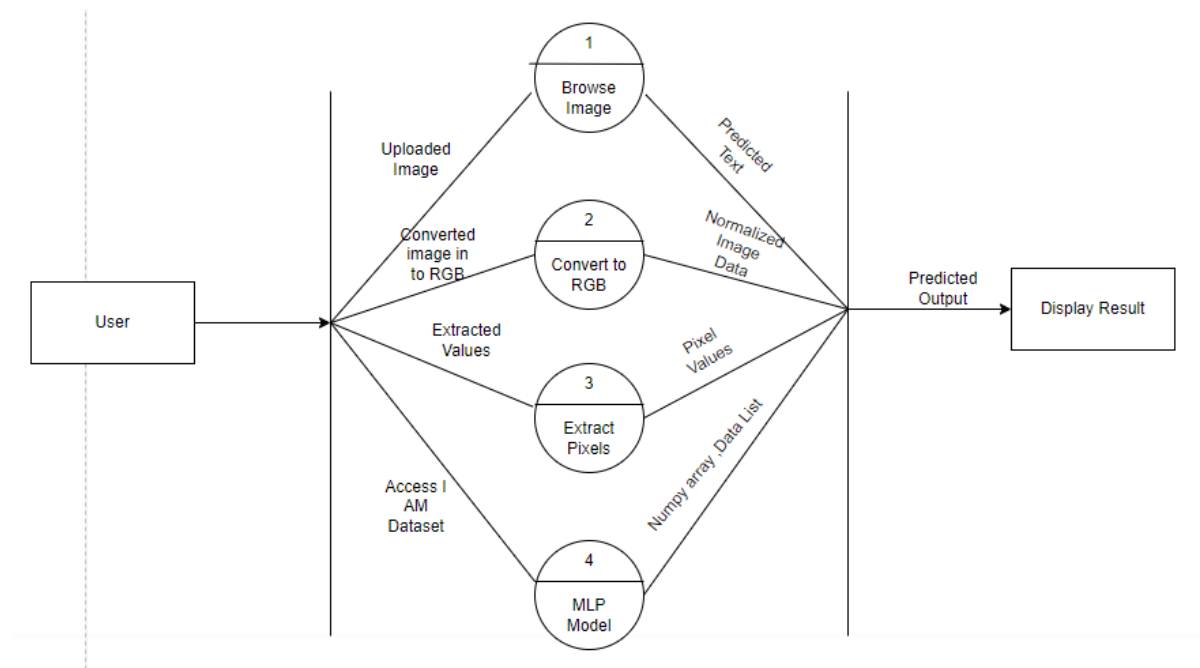 1
Browse
Image
Uploaded
Image
Predicted
Text
2
Convert to
RGB
Converted
image in
to RGB
Normalized
Image
Data
User
Predicted
Output
Display Result
Extracted
Values
3
Extract
Pixels
Pixel
Values
Access I
AM
Dataset
Numpy array ,Data List
4
MLP
Model